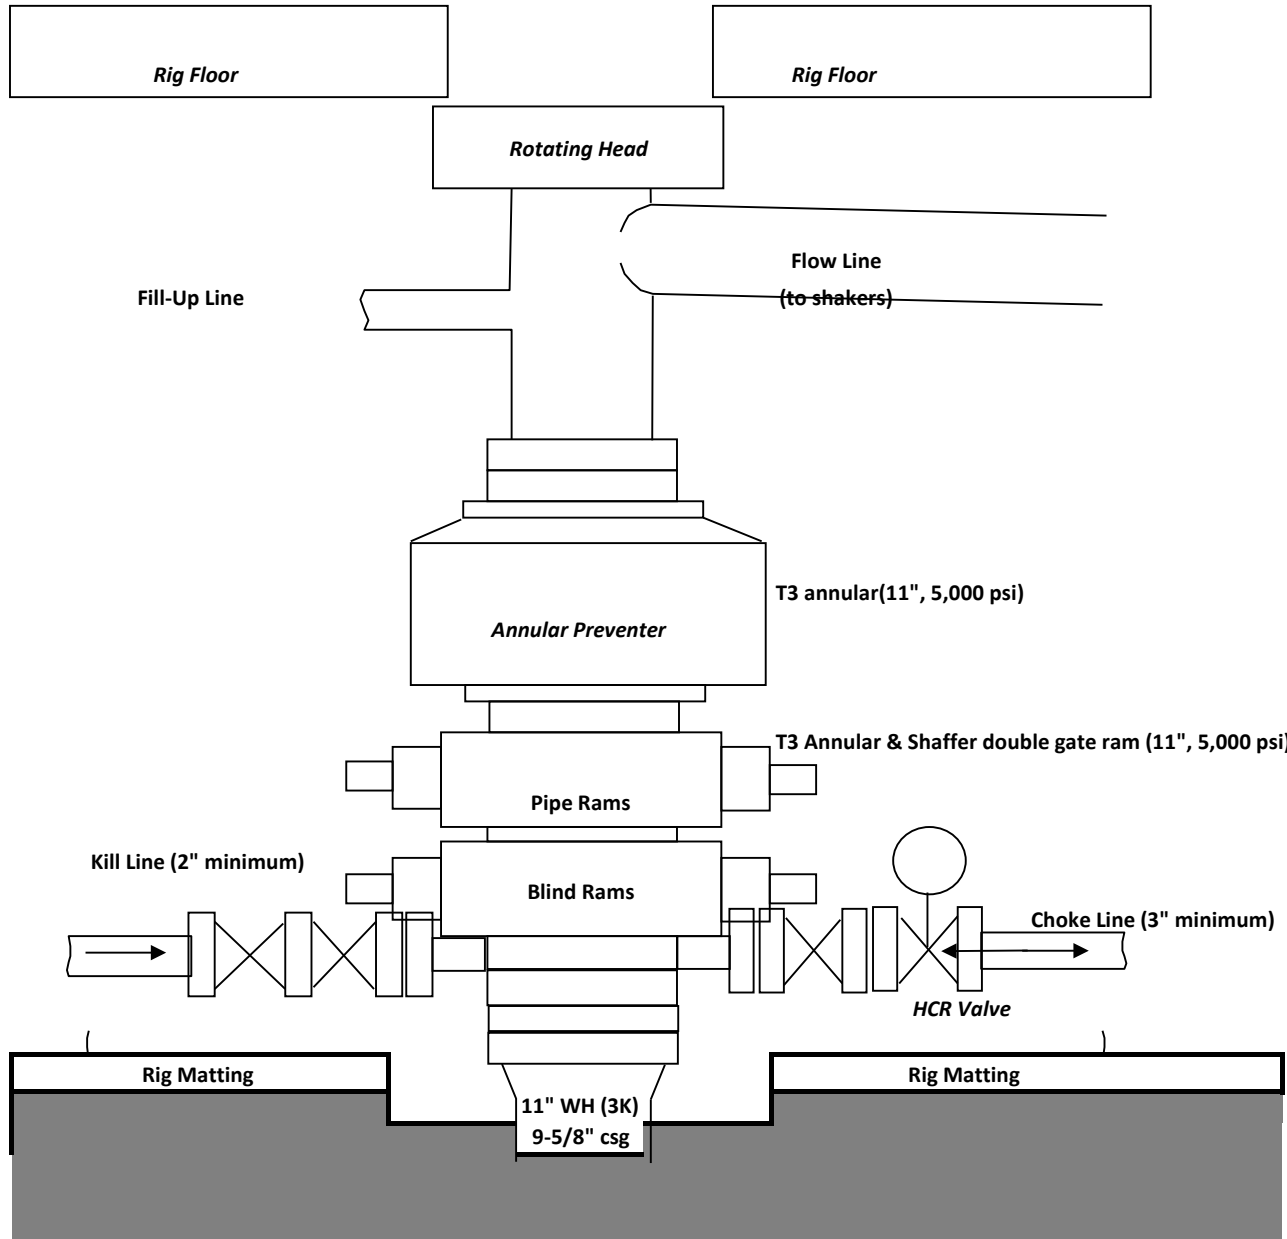 Rig Floor
Rig Floor
Rotating Head
Flow Line
(to shakers)
Fill-Up Line
T3 annular(11", 5,000 psi)
Annular Preventer
T3 Annular & Shaffer double gate ram (11", 5,000 psi)
Pipe Rams
Kill Line (2" minimum)
Blind Rams
Choke Line (3" minimum)
HCR Valve
Rig Matting
Rig Matting
11" WH (3K)
9-5/8" csg